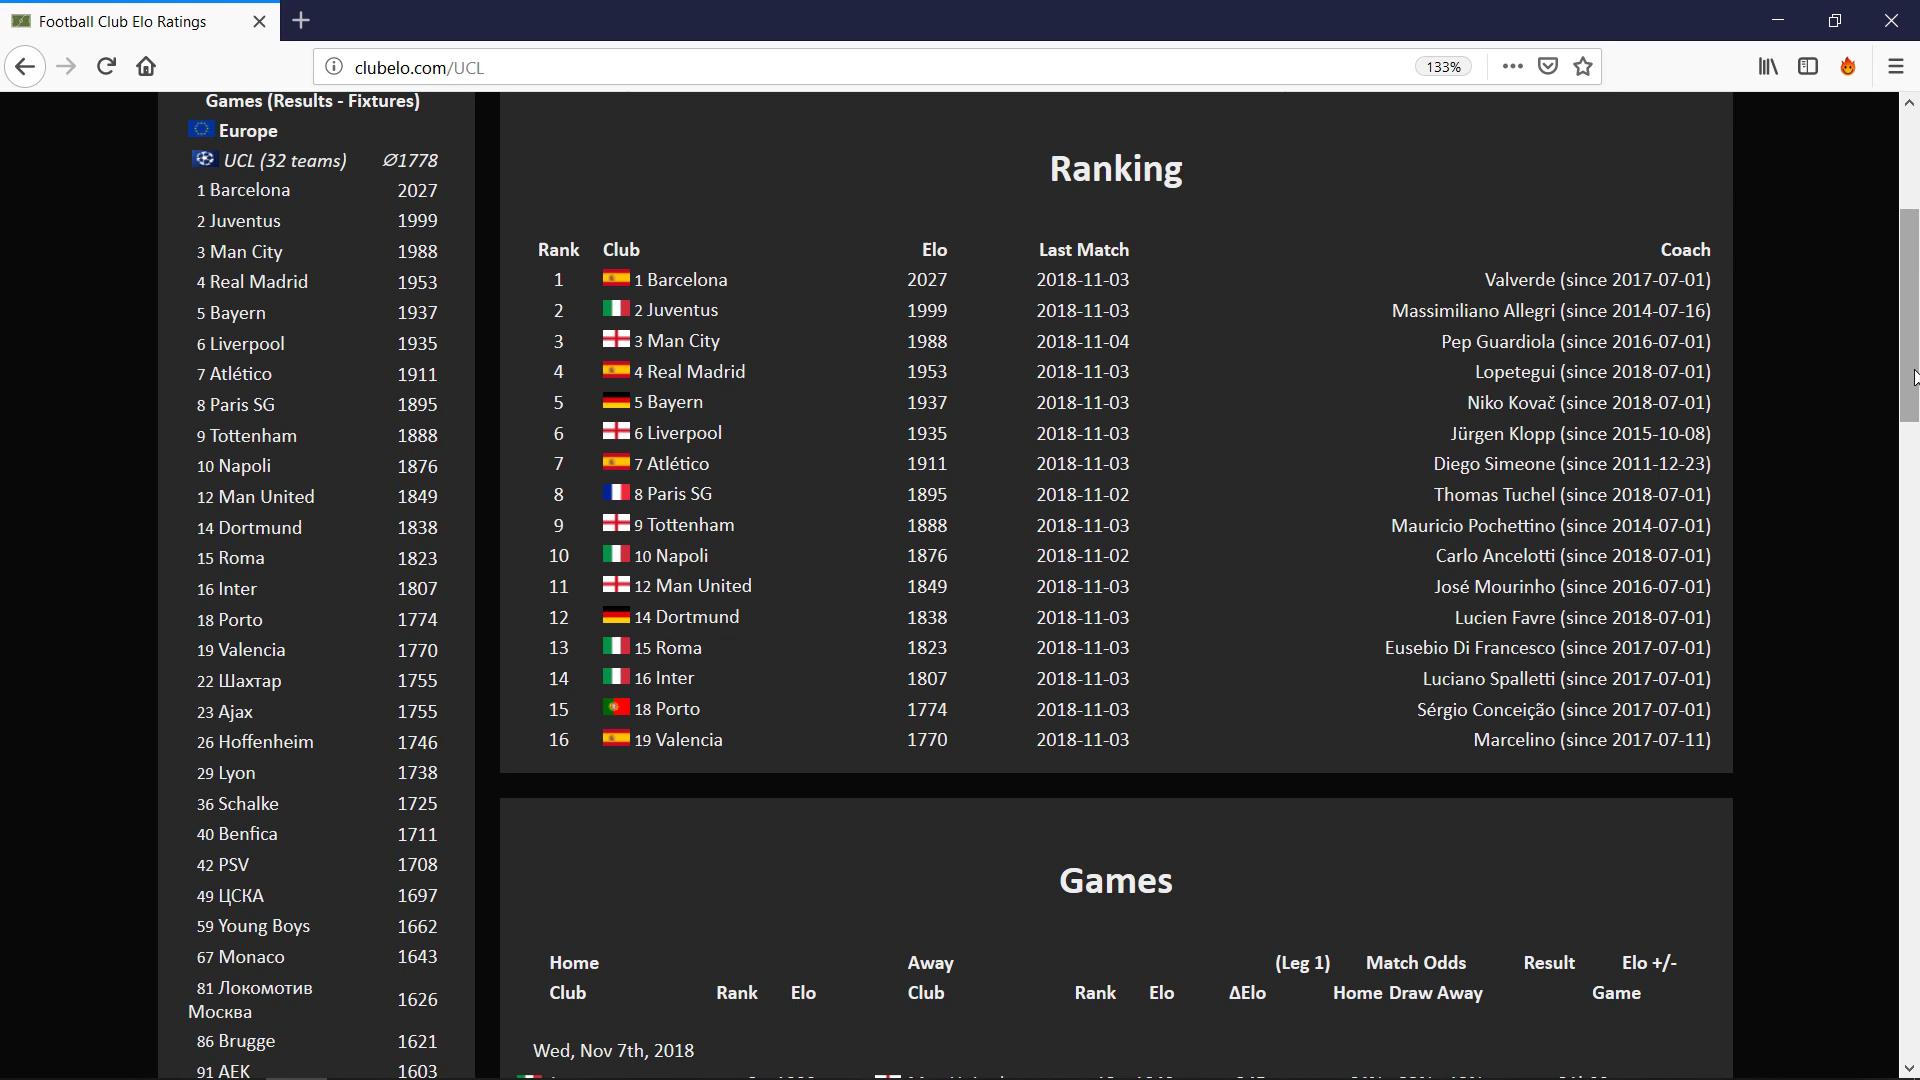 Football Club Elo Ratings
clubelo.com/UCL
133%
Games (Results - Fixtures)
Europe
UCL (32 teams) Ø1778
1 Barcelona 2027
2 Juventus 1999
3 Man City 1988
4 Real Madrid 1953
5 Bayern 1937
6 Liverpool 1935
7 Atlético 1911
8 Paris SG 1895
9 Tottenham 1888
10 Napoli 1876
12 Man United 1849
14 Dortmund 1838
15 Roma 1823
16 Inter 1807
18 Porto 1774
19 Valencia 1770
22 Шахтар 1755
23 Ajax 1755
26 Hoffenheim 1746
29 Lyon 1738
36 Schalke 1725
40 Benfica 1711
42 PSV 1708
49 ЦСКА 1697
59 Young Boys 1662
67 Monaco 1643
81 Локомотив
Москва 1626
86 Brugge 1621
91 AEK 1603
Ranking
Rank Club Elo Last Match Coach
1 1 Barcelona 2027 2018-11-03 Valverde (since 2017-07-01)
2 2 Juventus 1999 2018-11-03 Massimiliano Allegri (since 2014-07-16)
3 3 Man City 1988 2018-11-04 Pep Guardiola (since 2016-07-01)
4 4 Real Madrid 1953 2018-11-03 Lopetegui (since 2018-07-01)
5 5 Bayern 1937 2018-11-03 Niko Kovač (since 2018-07-01)
6 6 Liverpool 1935 2018-11-03 Jürgen Klopp (since 2015-10-08)
7 7 Atlético 1911 2018-11-03 Diego Simeone (since 2011-12-23)
8 8 Paris SG 1895 2018-11-02 Thomas Tuchel (since 2018-07-01)
9 9 Tottenham 1888 2018-11-03 Mauricio Pochettino (since 2014-07-01)
10 10 Napoli 1876 2018-11-02 Carlo Ancelotti (since 2018-07-01)
11 12 Man United 1849 2018-11-03 José Mourinho (since 2016-07-01)
12 14 Dortmund 1838 2018-11-03 Lucien Favre (since 2018-07-01)
13 15 Roma 1823 2018-11-03 Eusebio Di Francesco (since 2017-07-01)
14 16 Inter 1807 2018-11-03 Luciano Spalletti (since 2017-07-01)
15 18 Porto 1774 2018-11-03 Sérgio Conceição (since 2017-07-01)
16 19 Valencia 1770 2018-11-03 Marcelino (since 2017-07-11)
Games
Home Away (Leg 1) Match Odds Result Elo +/-
Club Rank Elo Club Rank Elo ΔElo Home Draw Away Game
Wed, Nov 7th, 2018